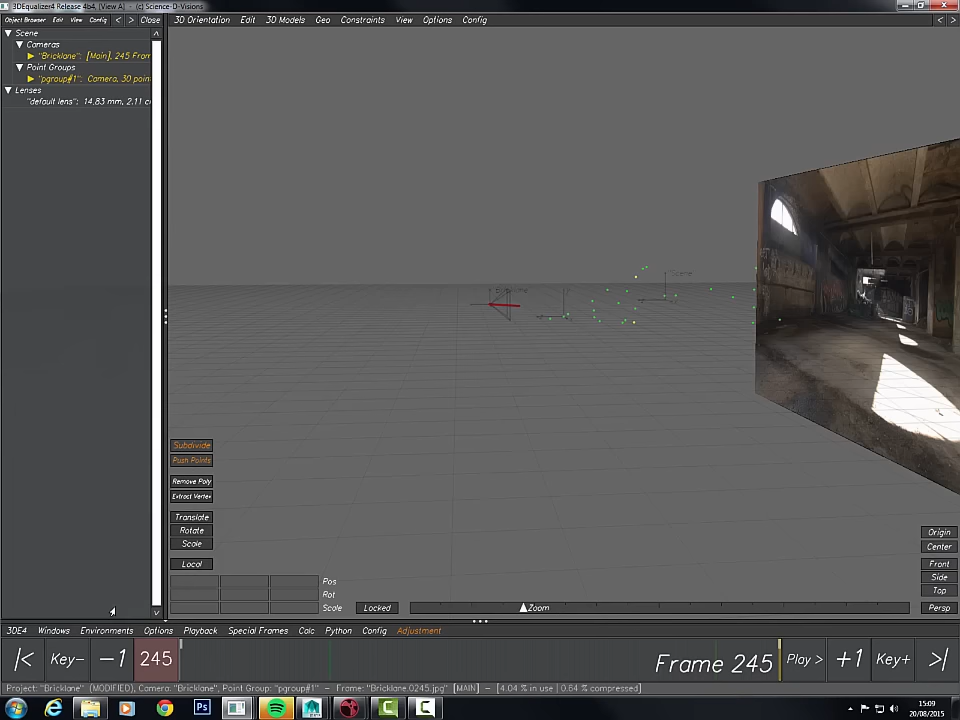 3DEqualizer4 Release 4b4, [View A] - (c) Science-D-Visions
Object Browser Edit View Config < > Close
3D Orientation Edit 3D Models Geo Constraints View Options Config < >
Scene
Cameras
"Bricklane": [Main], 245 Fram
Point Groups
"pgroup#1": Camera, 30 point
Lenses
"default lens": 14.83 mm, 2.11 c
Scene
Subdivide
Push Points
Remove Poly
Extract Vertex
Translate
Rotate
Scale
Local
Pos
Rot
Scale
Locked
Zoom
Origin
Center
Front
Side
Top
Persp
3DE4 Windows Environments Options Playback Special Frames Calc Python Config Adjustment
|< Key- -1 245 Frame 245 Play > +1 Key+ >|
Project: "Bricklane" (MODIFIED), Camera: "Bricklane", Point Group: "pgroup#1" - Frame: "Bricklane.0245.jpg" [MAIN] - [4.04 % in use | 0.64 % compressed]
Ps
15:09
20/08/2015